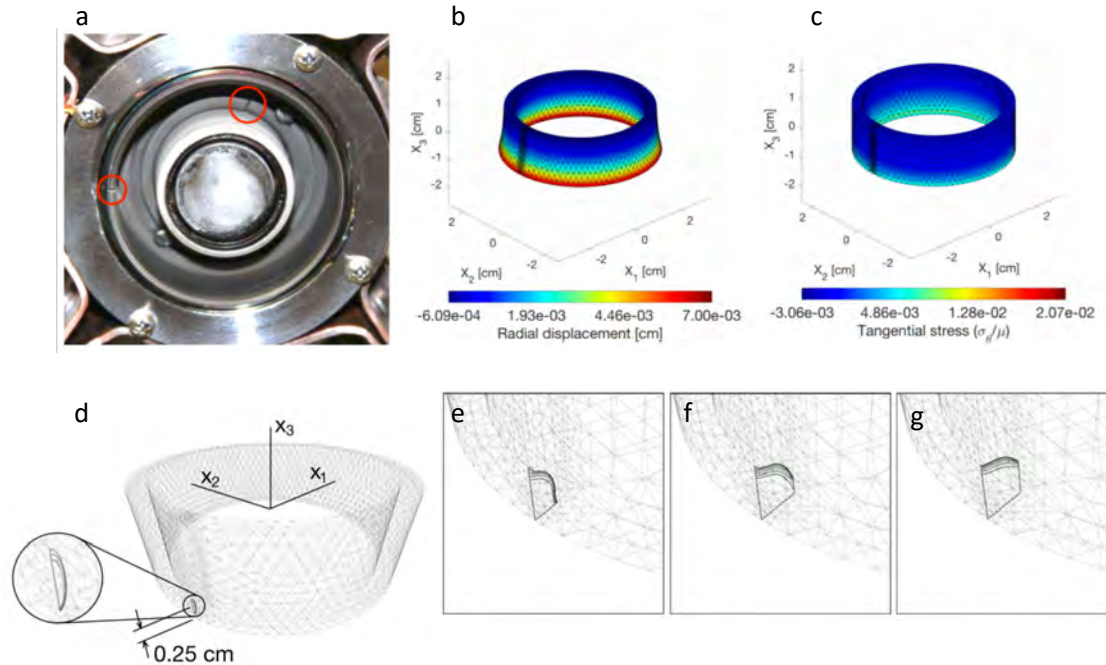 a
b
c
2
1
0
-1
-2
X3 [cm]
2
0
-2
X2 [cm]
-2
0
2
X1 [cm]
-6.09e-04 1.93e-03 4.46e-03 7.00e-03
Radial displacement [cm]
2
1
0
-1
-2
X3 [cm]
2
0
-2
X2 [cm]
-2
0
2
X1 [cm]
-3.06e-03 4.86e-03 1.28e-02 2.07e-02
Tangential stress (σ_θ/μ)
d
x3
x2
x1
0.25 cm
e
f
g